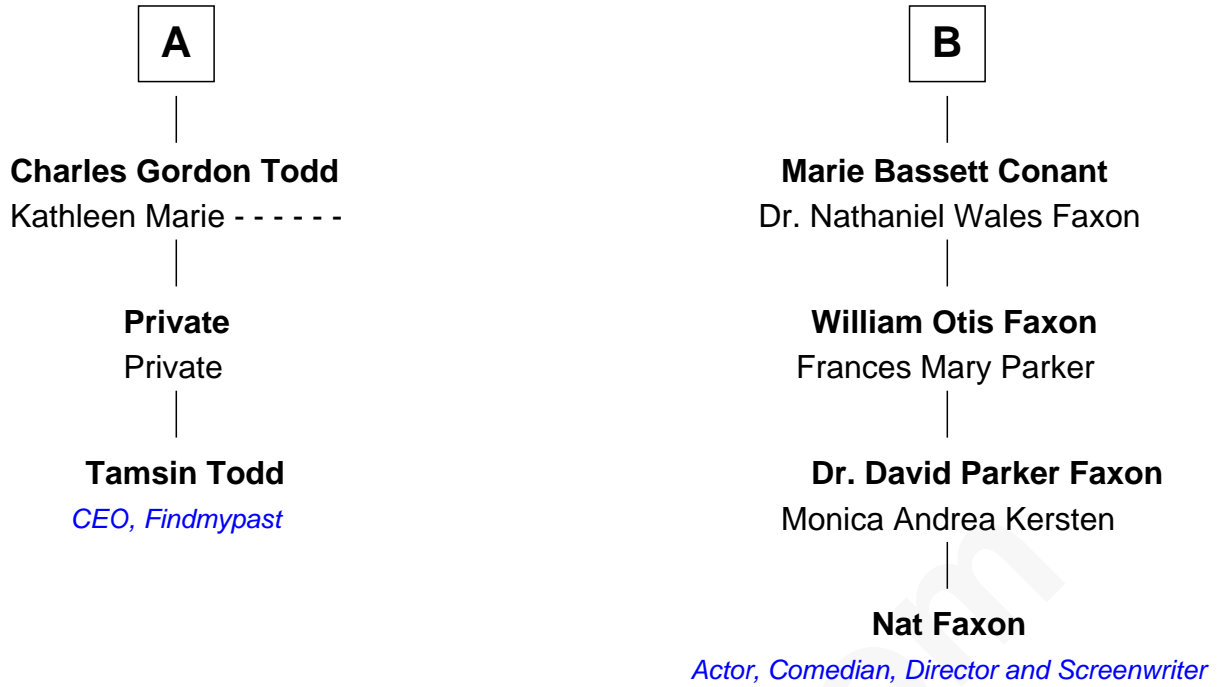 A
Charles Gordon Todd
Kathleen Marie - - - - - -
Private
Private
Tamsin Todd
CEO, Findmypast
B
Marie Bassett Conant
Dr. Nathaniel Wales Faxon
William Otis Faxon
Frances Mary Parker
Dr. David Parker Faxon
Monica Andrea Kersten
Nat Faxon
Actor, Comedian, Director and Screenwriter